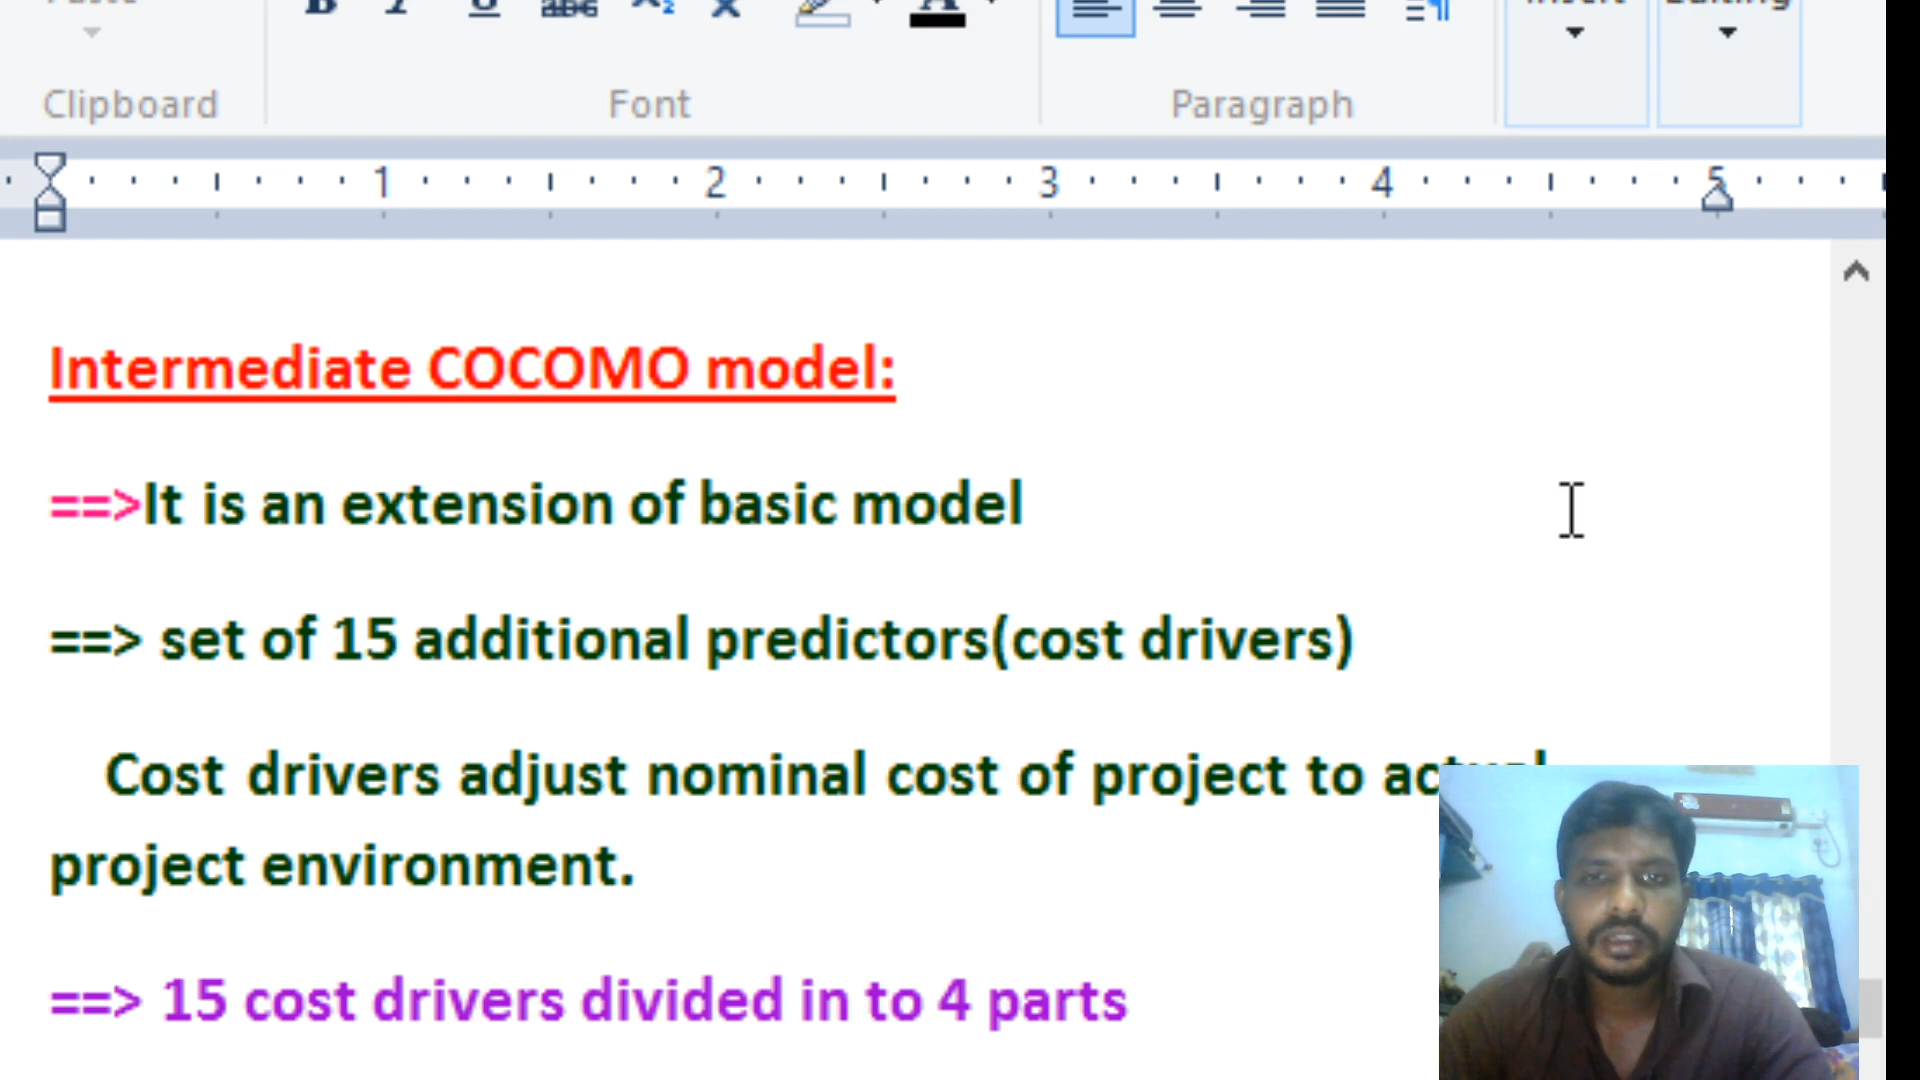 Clipboard
Font
Paragraph
1 2 3 4 5
Intermediate COCOMO model:
==>It is an extension of basic model
==> set of 15 additional predictors(cost drivers)
Cost drivers adjust nominal cost of project to actual
project environment.
==> 15 cost drivers divided in to 4 parts